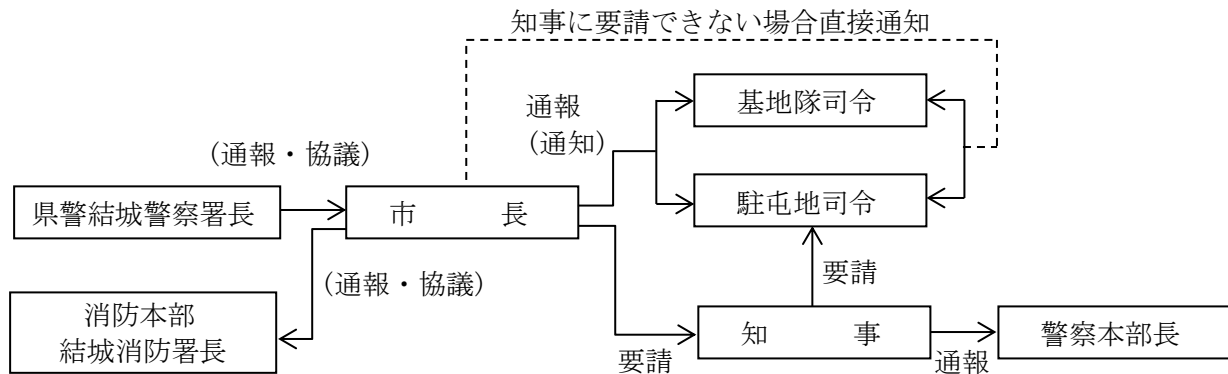 知事に要請できない場合直接通知
基地隊司令
通報
（通知）
（通報・協議）
県警結城警察署長
市　　　長
駐屯地司令
（通報・協議）
要請
消防本部
結城消防署長
知　　　事
警察本部長
要請
通報